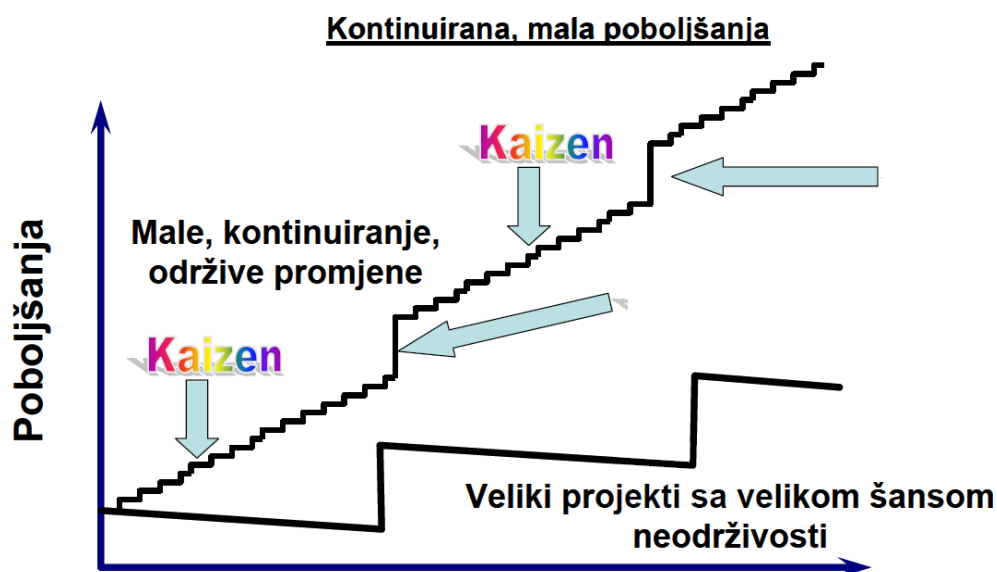 Kontinuirana, mala poboljšanja
Kaizen
Male, kontinuiranje,
održive promjene
Kaizen
Poboljšanja
Veliki projekti sa velikom šansom
neodrživosti